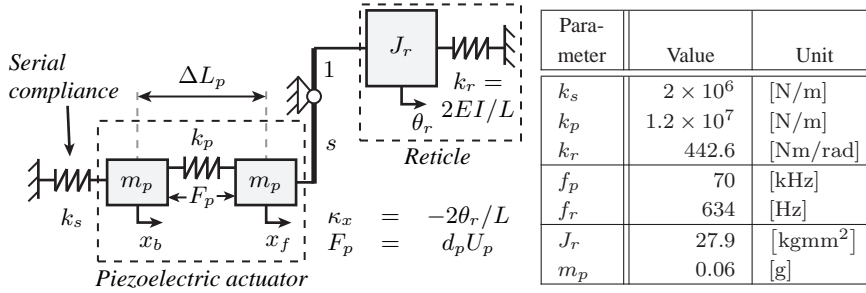 Serial
compliance
ΔL_p
k_p
m_p
m_p
F_p
k_s
x_b
x_f
Piezoelectric actuator
1
s
J_r
k_r =
2EI/L
θ_r
Reticle
κ_x = −2θ_r/L
F_p = d_pU_p
Para-
meter Value Unit
k_s 2 × 10^6 [N/m]
k_p 1.2 × 10^7 [N/m]
k_r 442.6 [Nm/rad]
f_p 70 [kHz]
f_r 634 [Hz]
J_r 27.9 [kgmm^2]
m_p 0.06 [g]